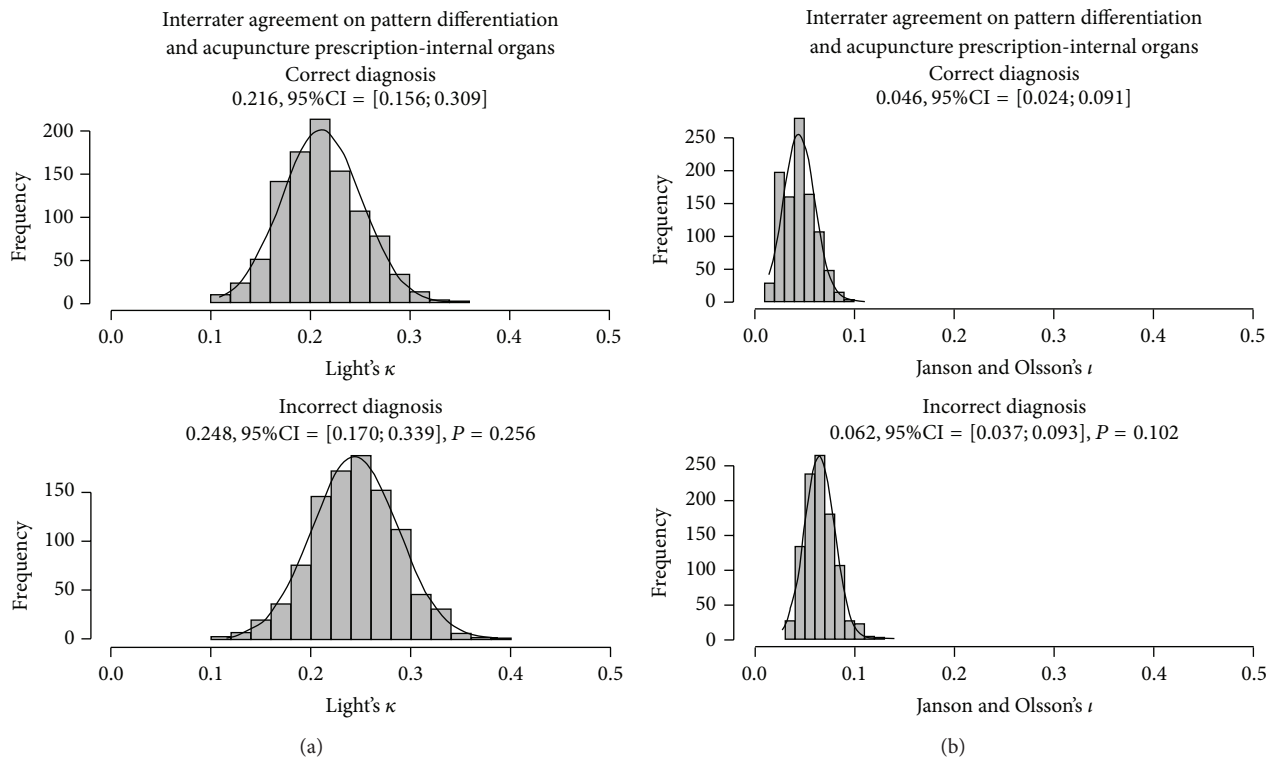 Interrater agreement on pattern differentiation
and acupuncture prescription-internal organs
Correct diagnosis
0.216, 95%CI = [0.156; 0.309]
200
150
100
50
0
Frequency
0.0 0.1 0.2 0.3 0.4 0.5
Light's κ
Incorrect diagnosis
0.248, 95%CI = [0.170; 0.339], P = 0.256
150
100
50
0
Frequency
0.0 0.1 0.2 0.3 0.4 0.5
Light's κ
(a)
Interrater agreement on pattern differentiation
and acupuncture prescription-internal organs
Correct diagnosis
0.046, 95%CI = [0.024; 0.091]
250
200
150
100
50
0
Frequency
0.0 0.1 0.2 0.3 0.4 0.5
Janson and Olsson's ι
Incorrect diagnosis
0.062, 95%CI = [0.037; 0.093], P = 0.102
250
200
150
100
50
0
Frequency
0.0 0.1 0.2 0.3 0.4 0.5
Janson and Olsson's ι
(b)